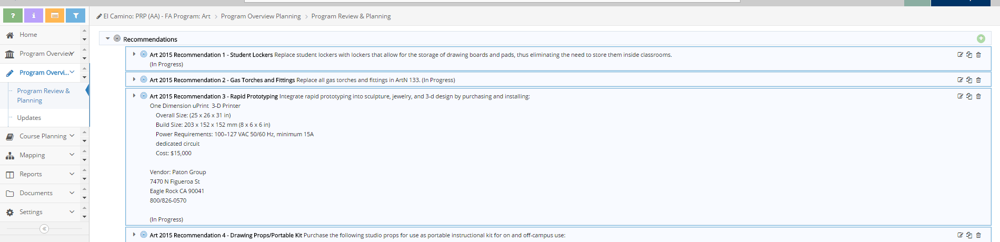 ?
i
El Camino: PRP (AA) - FA Program: Art > Program Overview Planning > Program Review & Planning
Home
Program Overview
Program Overvi...
Program Review &
Planning
Updates
Course Planning
Mapping
Reports
Documents
Settings
Recommendations
Art 2015 Recommendation 1 - Student Lockers Replace student lockers with lockers that allow for the storage of drawing boards and pads, thus eliminating the need to store them inside classrooms.
(In Progress)
Art 2015 Recommendation 2 - Gas Torches and Fittings Replace all gas torches and fittings in ArtN 133. (In Progress)
Art 2015 Recommendation 3 - Rapid Prototyping Integrate rapid prototyping into sculpture, jewelry, and 3-d design by purchasing and installing:
One Dimension uPrint 3-D Printer
Overall Size: (25 x 26 x 31 in)
Build Size: 203 x 152 x 152 mm (8 x 6 x 6 in)
Power Requirements: 100–127 VAC 50/60 Hz, minimum 15A
dedicated circuit
Cost: $15,000
Vendor: Paton Group
7470 N Figueroa St
Eagle Rock CA 90041
800/826-0570
(In Progress)
Art 2015 Recommendation 4 - Drawing Props/Portable Kit Purchase the following studio props for use as portable instructional kit for on and off-campus use: